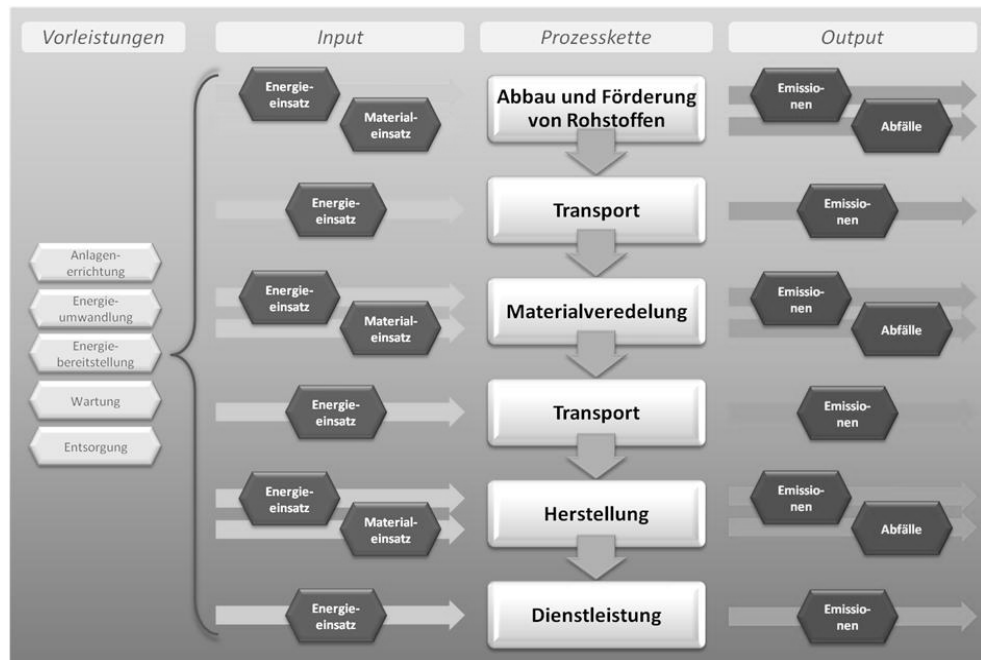 Vorleistungen
Input
Prozesskette
Output
Energie-
einsatz
Material-
einsatz
Abbau und Förderung
von Rohstoffen
Emissio-
nen
Abfälle
Energie-
einsatz
Transport
Emissio-
nen
Anlagen-
errichtung
Energie-
umwandlung
Energie-
bereitstellung
Wartung
Entsorgung
Energie-
einsatz
Material-
einsatz
Materialveredelung
Emissio-
nen
Abfälle
Energie-
einsatz
Transport
Emissio-
nen
Energie-
einsatz
Material-
einsatz
Herstellung
Emissio-
nen
Abfälle
Energie-
einsatz
Dienstleistung
Emissio-
nen